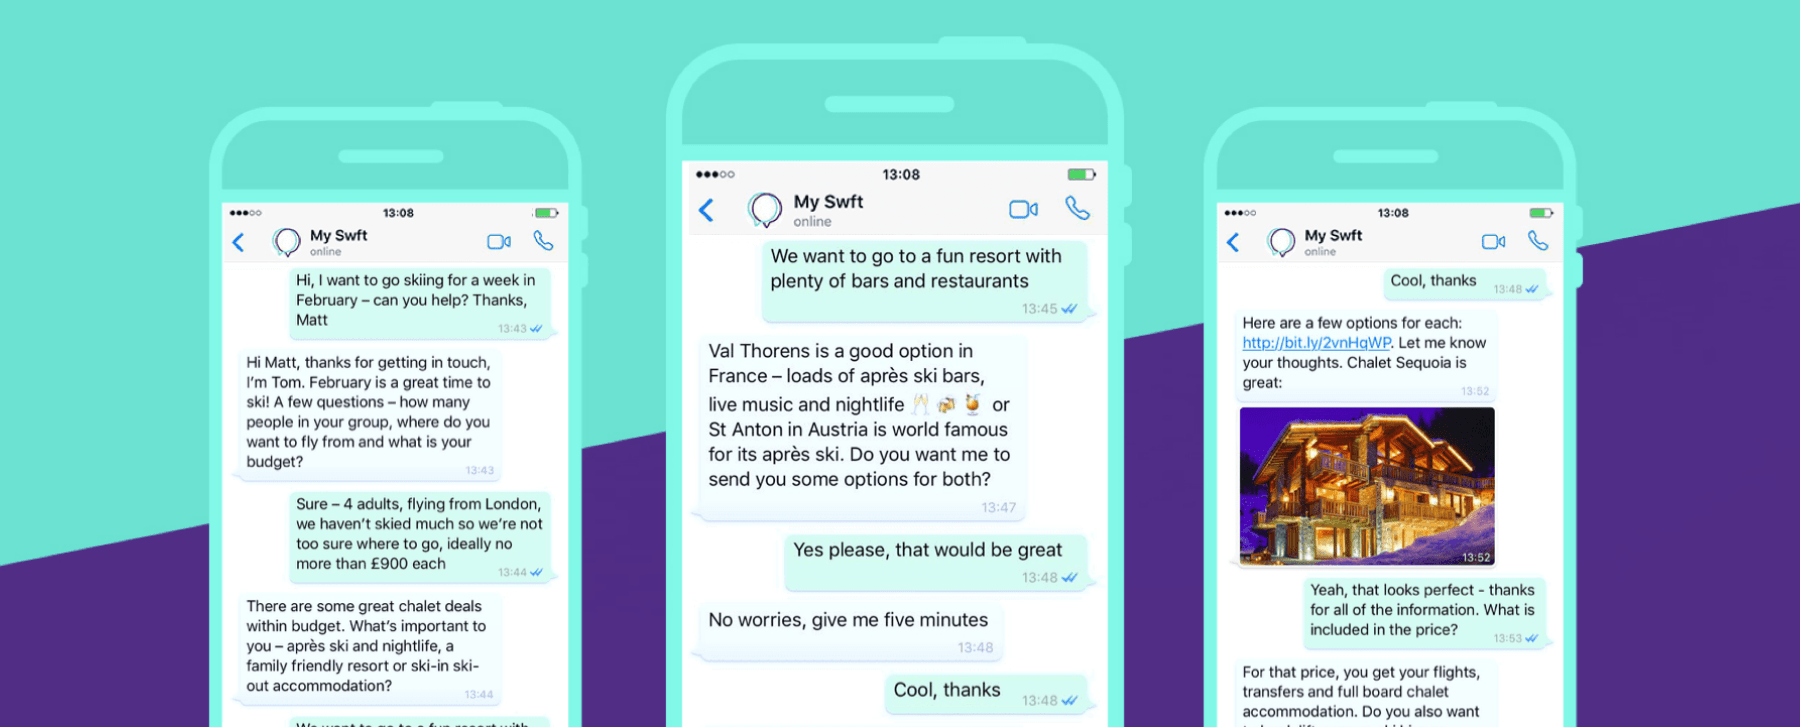 13:08
My Swft
online
Hi, I want to go skiing for a week in
February – can you help? Thanks,
Matt
13:43
Hi Matt, thanks for getting in touch,
I'm Tom. February is a great time to
ski! A few questions – how many
people in your group, where do you
want to fly from and what is your
budget?
13:43
Sure – 4 adults, flying from London,
we haven't skied much so we're not
too sure where to go, ideally no
more than £900 each
13:44
There are some great chalet deals
within budget. What's important to
you – après ski and nightlife, a
family friendly resort or ski-in ski-
out accommodation?
13:44
We want to go to a fun resort with
13:08
My Swft
online
We want to go to a fun resort with
plenty of bars and restaurants
13:45
Val Thorens is a good option in
France – loads of après ski bars,
live music and nightlife 🥂 🍻 🍹 or
St Anton in Austria is world famous
for its après ski. Do you want me to
send you some options for both?
13:47
Yes please, that would be great
13:48
No worries, give me five minutes
13:48
Cool, thanks
13:48
13:08
My Swft
online
Cool, thanks
13:48
Here are a few options for each:
http://bit.ly/2vnHqWP. Let me know
your thoughts. Chalet Sequoia is
great:
13:52
13:52
Yeah, that looks perfect - thanks
for all of the information. What is
included in the price?
13:53
For that price, you get your flights,
transfers and full board chalet
accommodation. Do you also want